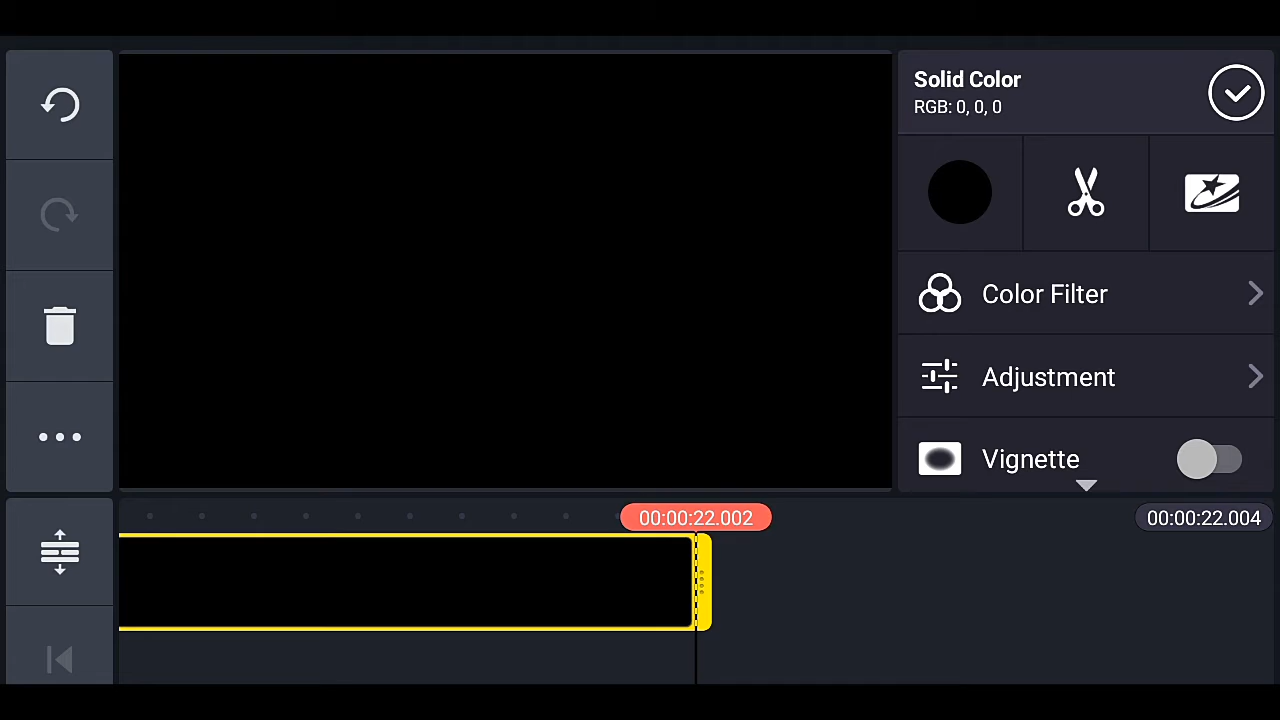 Solid Color
RGB: 0, 0, 0
Color Filter
Adjustment
Vignette
00:00:22.002
00:00:22.004